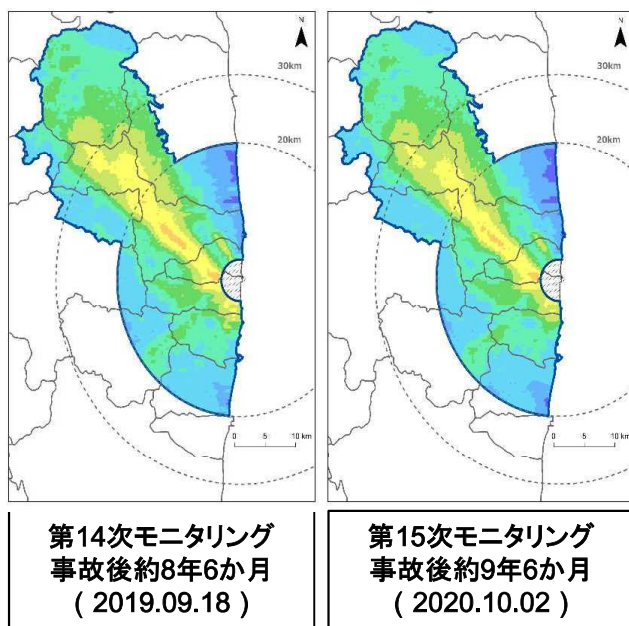 N
30km
20km
0 5 10 km
N
30km
20km
0 5 10 km
第14次モニタリング
事故後約8年6か月
( 2019.09.18 )
第15次モニタリング
事故後約9年6か月
( 2020.10.02 )